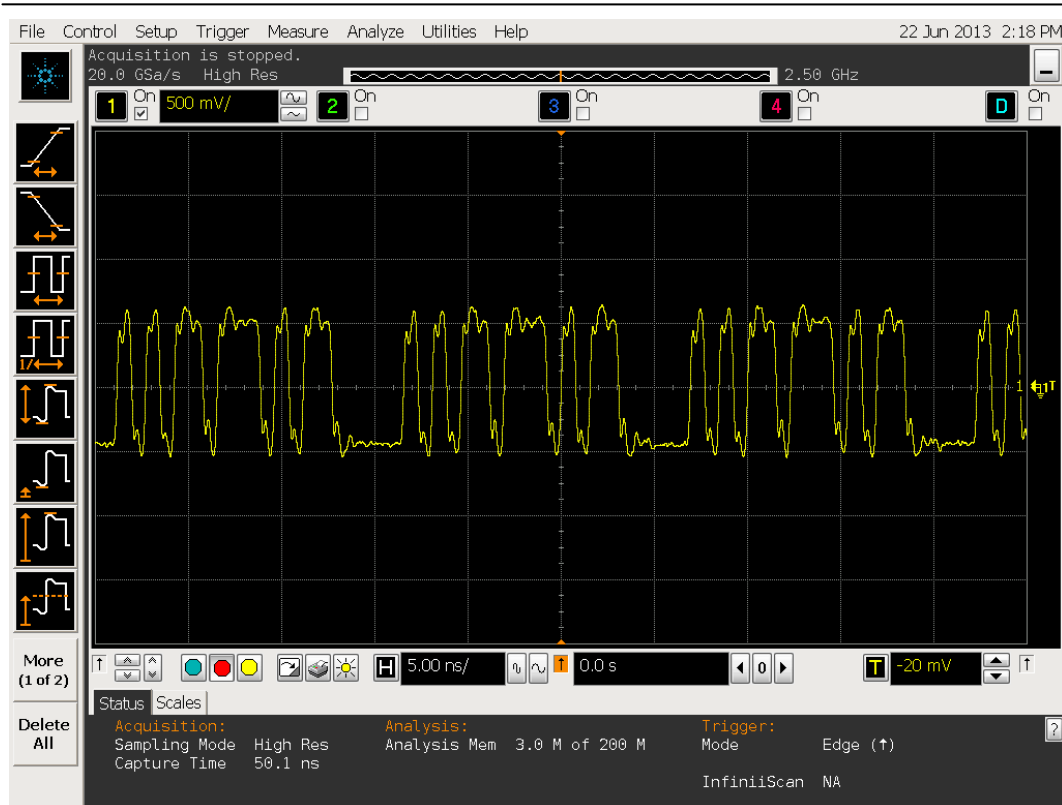 File Control Setup Trigger Measure Analyze Utilities Help 22 Jun 2013 2:18 PM
Acquisition is stopped.
20.0 GSa/s High Res 2.50 GHz
1 On 500 mV/ 2 On 3 On 4 On D On
1 1T
1/
More
(1 of 2)
Delete
All
H 5.00 ns/ 0.0 s 0 T -20 mV
Status Scales
Acquisition: Analysis: Trigger: ?
Sampling Mode High Res Analysis Mem 3.0 M of 200 M Mode Edge (↑)
Capture Time 50.1 ns
InfiniiScan NA